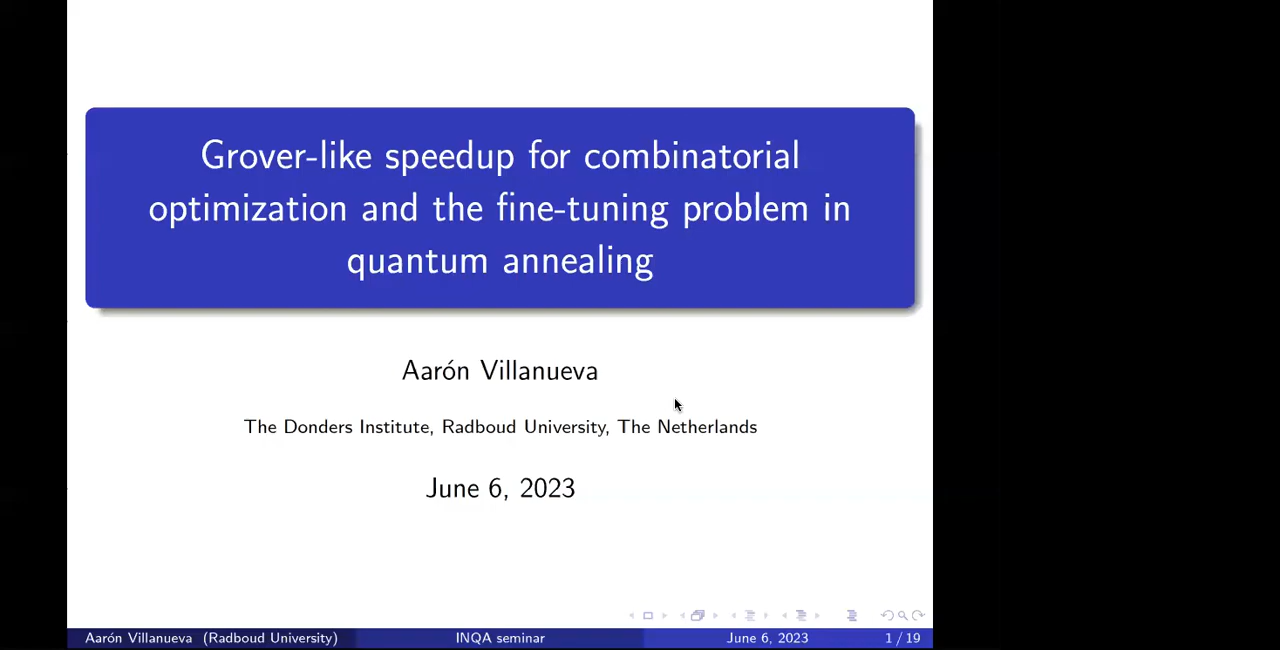 Grover-like speedup for combinatorial
optimization and the fine-tuning problem in
quantum annealing
Aarón Villanueva
The Donders Institute, Radboud University, The Netherlands
June 6, 2023
Aarón Villanueva (Radboud University)
INQA seminar
June 6, 2023
1 / 19